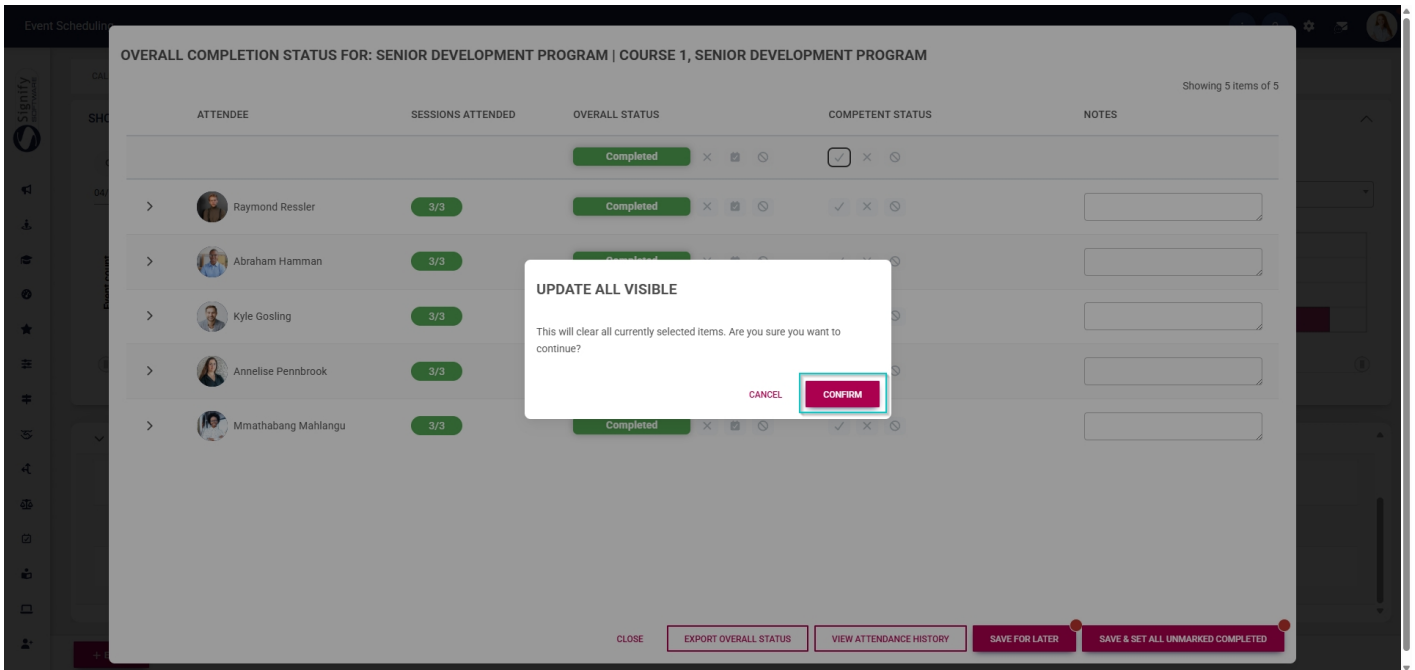 Event Scheduling
Signify
SOFTWARE
OVERALL COMPLETION STATUS FOR: SENIOR DEVELOPMENT PROGRAM | COURSE 1, SENIOR DEVELOPMENT PROGRAM
Showing 5 items of 5
ATTENDEE SESSIONS ATTENDED OVERALL STATUS COMPETENT STATUS NOTES
Completed
Raymond Ressler 3/3 Completed
Abraham Hamman 3/3
Kyle Gosling 3/3
Annelise Pennbrook 3/3
Mmathabang Mahlangu 3/3 Completed
UPDATE ALL VISIBLE
This will clear all currently selected items. Are you sure you want to
continue?
CANCEL CONFIRM
CLOSE EXPORT OVERALL STATUS VIEW ATTENDANCE HISTORY SAVE FOR LATER SAVE & SET ALL UNMARKED COMPLETED